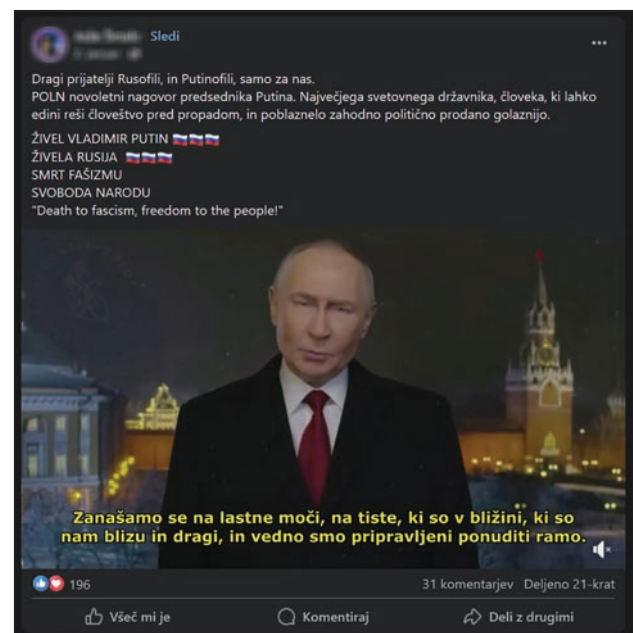 Sledi
Dragi prijatelji Rusofili, in Putinofili, samo za nas.
POLN novoletni nagovor predsednika Putina. Največjega svetovnega državnika, človeka, ki lahko
edini reši človeštvo pred propadom, in poblaznelo zahodno politično prodano golaznijo.
ŽIVEL VLADIMIR PUTIN 🇷🇺🇷🇺🇷🇺
ŽIVELA RUSIJA 🇷🇺🇷🇺🇷🇺
SMRT FAŠIZMU
SVOBODA NARODU
"Death to fascism, freedom to the people!"
Zanašamo se na lastne moči, na tiste, ki so v bližini, ki so
nam blizu in dragi, in vedno smo pripravljeni ponuditi ramo.
196 31 komentarjev Deljeno 21-krat
Všeč mi je Komentiraj Deli z drugimi